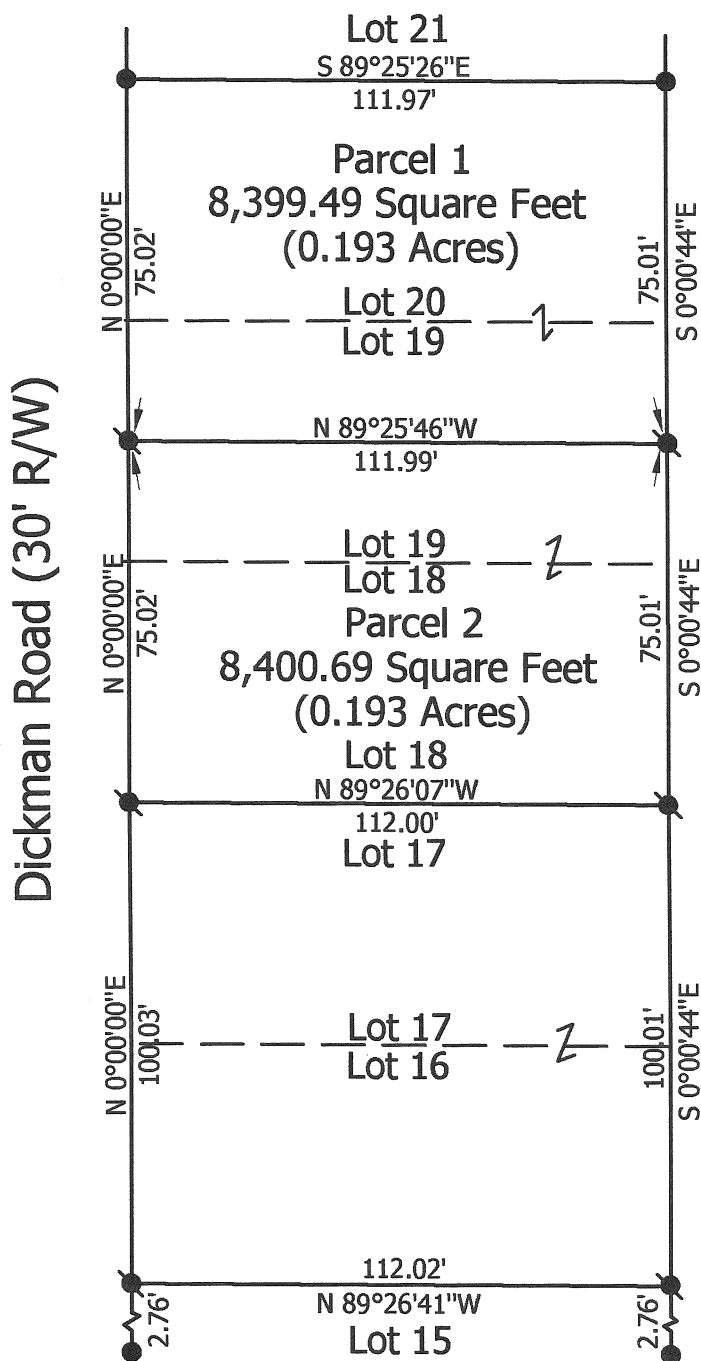 Lot 21
S 89°25'26"E
111.97'
Parcel 1
8,399.49 Square Feet
(0.193 Acres)
N 0°00'00"E
75.02'
75.01'
S 0°00'44"E
Lot 20
Lot 19
N 89°25'46"W
111.99'
Dickman Road (30' R/W)
Lot 19
Lot 18
N 0°00'00"E
75.02'
75.01'
S 0°00'44"E
Parcel 2
8,400.69 Square Feet
(0.193 Acres)
Lot 18
N 89°26'07"W
112.00'
Lot 17
N 0°00'00"E
100.03'
100.01'
S 0°00'44"E
Lot 17
Lot 16
112.02'
N 89°26'41"W
2.76'
2.76'
Lot 15